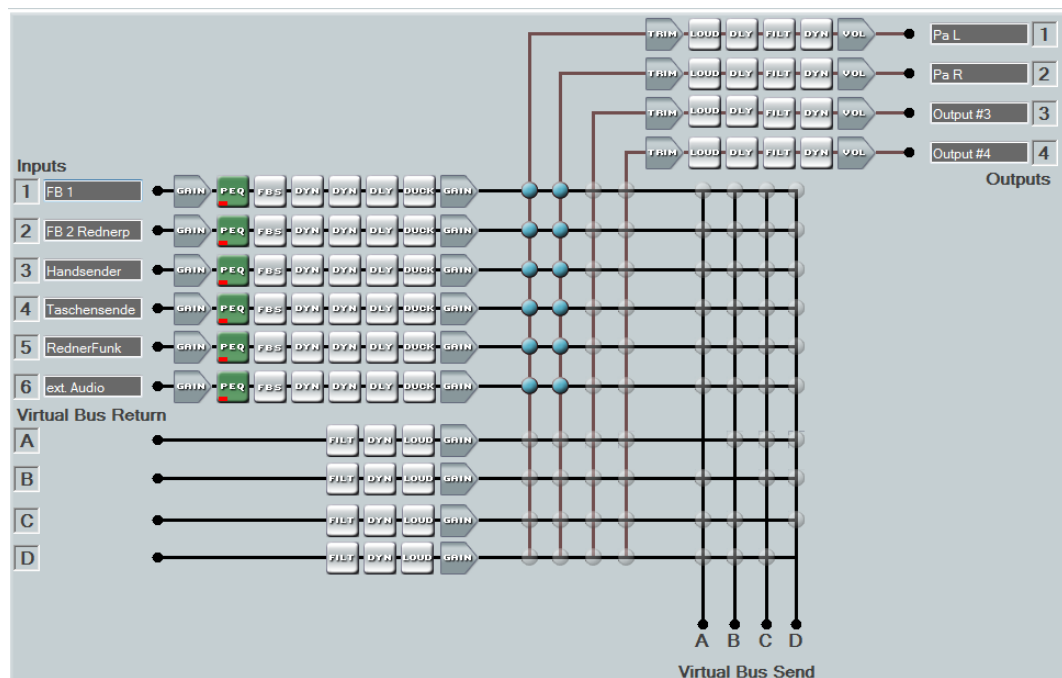 TRIM LOUD DLY FILT DYN VOL Pa L 1
TRIM LOUD DLY FILT DYN VOL Pa R 2
TRIM LOUD DLY FILT DYN VOL Output #3 3
TRIM LOUD DLY FILT DYN VOL Output #4 4
Outputs
Inputs
1 FB 1 GAIN PEQ FBS DYN DYN DLY DUCK GAIN
2 FB 2 Rednerp GAIN PEQ FBS DYN DYN DLY DUCK GAIN
3 Handsender GAIN PEQ FBS DYN DYN DLY DUCK GAIN
4 Taschensende GAIN PEQ FBS DYN DYN DLY DUCK GAIN
5 RednerFunk GAIN PEQ FBS DYN DYN DLY DUCK GAIN
6 ext. Audio GAIN PEQ FBS DYN DYN DLY DUCK GAIN
Virtual Bus Return
A FILT DYN LOUD GAIN
B FILT DYN LOUD GAIN
C FILT DYN LOUD GAIN
D FILT DYN LOUD GAIN
A B C D
Virtual Bus Send